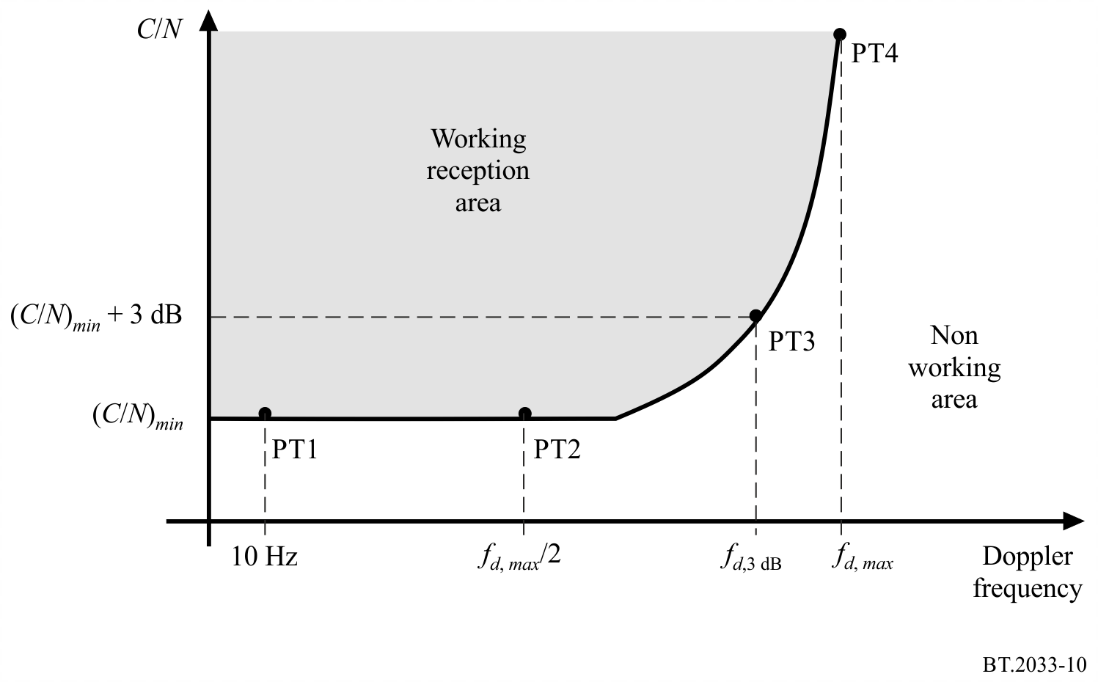 C/N
PT4
Working
reception
area
(C/N)min + 3 dB
PT3
Non
working
area
(C/N)min
PT1
PT2
10 Hz
fd, max/2
fd,3 dB
fd, max
Doppler
frequency
BT.2033-10